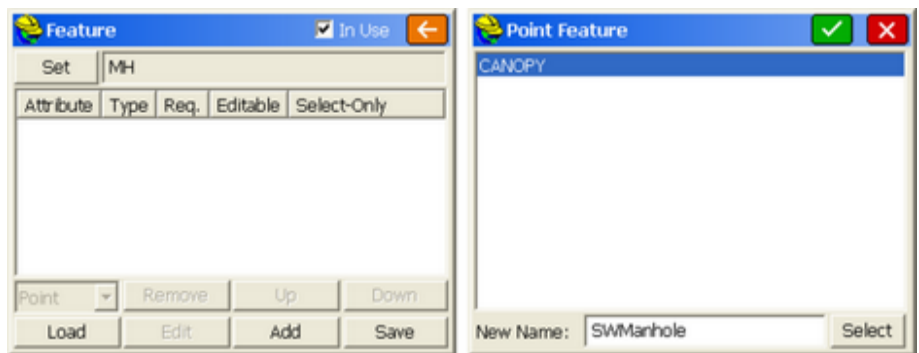 Feature In Use
Set MH
Attribute Type Req. Editable Select-Only
Point Remove Up Down
Load Edit Add Save
Point Feature
CANOPY
New Name: SWManhole Select